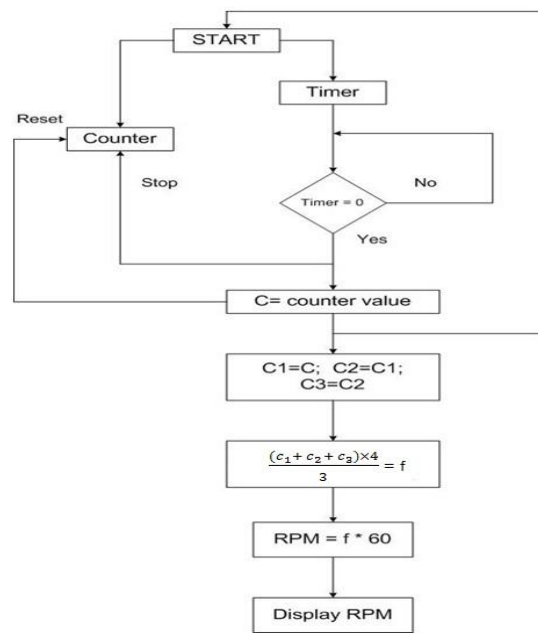 START
Timer
Reset
Counter
Stop
No
Timer = 0
Yes
C= counter value
C1=C; C2=C1;
C3=C2
(c₁ + c₂ + c₃)×4
3
= f
RPM = f * 60
Display RPM